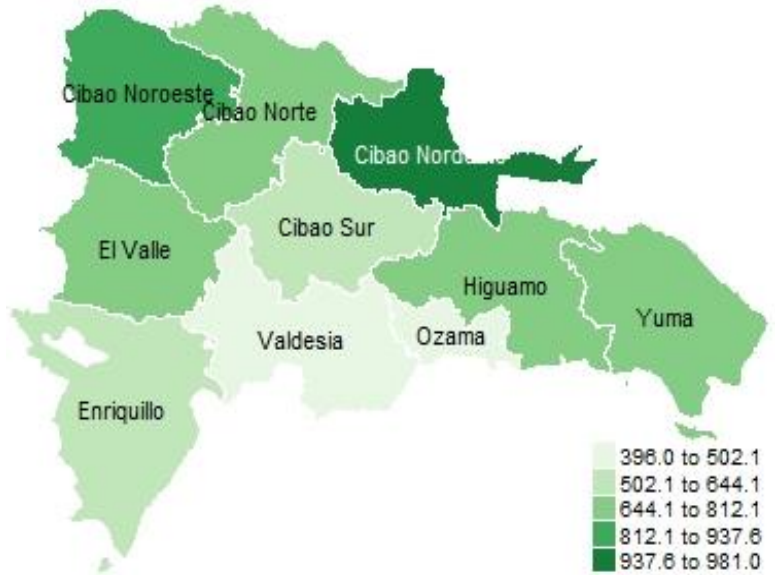 Cibao Noroeste
Cibao Norte
Cibao
El Valle
Cibao Sur
Higuamo
Yuma
Valdesia
Ozama
Enriquillo
396.0 to 502.1
502.1 to 644.1
644.1 to 812.1
812.1 to 937.6
937.6 to 981.0